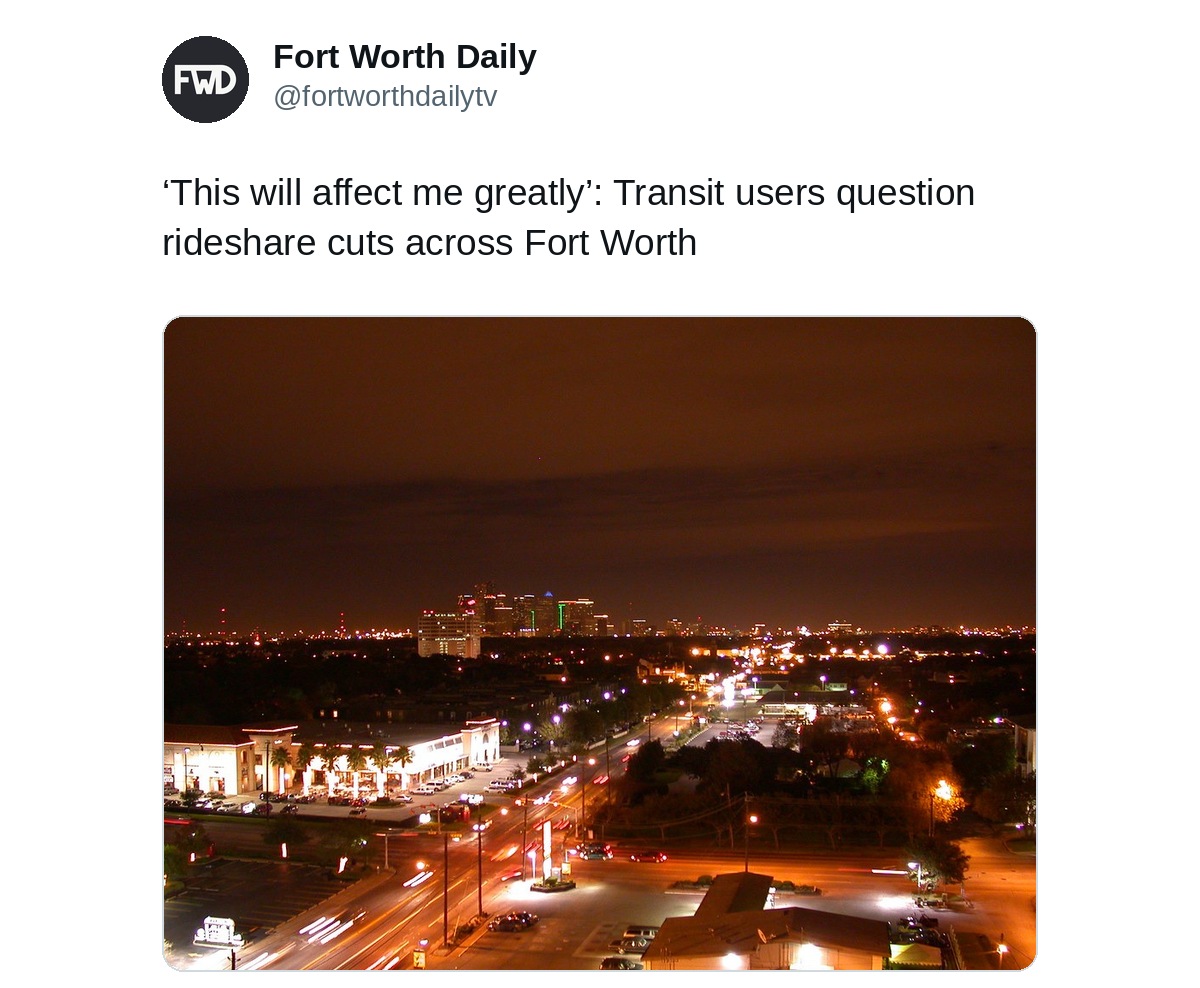 FWD
Fort Worth Daily
@fortworthdailytv
‘This will affect me greatly’: Transit users question
rideshare cuts across Fort Worth